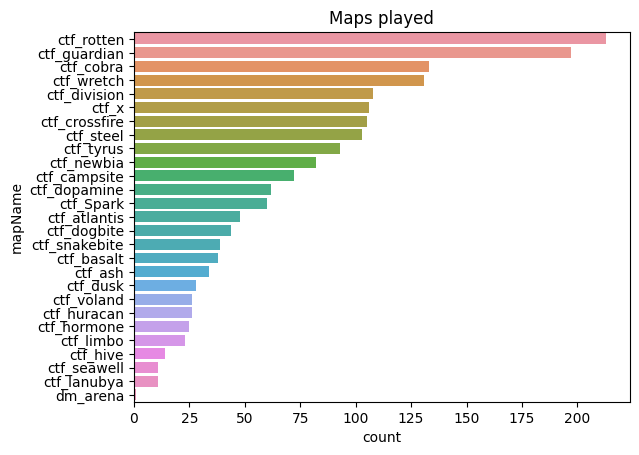 Maps played
mapName
ctf_rotten
ctf_guardian
ctf_cobra
ctf_wretch
ctf_division
ctf_x
ctf_crossfire
ctf_steel
ctf_tyrus
ctf_newbia
ctf_campsite
ctf_dopamine
ctf_Spark
ctf_atlantis
ctf_dogbite
ctf_snakebite
ctf_basalt
ctf_ash
ctf_dusk
ctf_voland
ctf_huracan
ctf_hormone
ctf_limbo
ctf_hive
ctf_seawell
ctf_lanubya
dm_arena
0 25 50 75 100 125 150 175 200
count